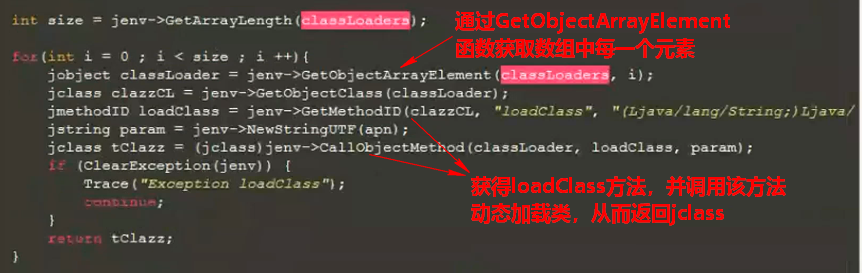 int size = jenv->GetArrayLength(classLoaders);
通过GetObjectArrayElement
函数获取数组中每一个元素
for(int i = 0 ; i < size ; i ++){
jobject classLoader = jenv->GetObjectArrayElement(classLoaders, i);
jclass clazzCL = jenv->GetObjectClass(classLoader);
jmethodID loadClass = jenv->GetMethodID(clazzCL, "loadClass", "(Ljava/lang/String;)Ljava/
jstring param = jenv->NewStringUTF(apn);
jclass tClazz = (jclass)jenv->CallObjectMethod(classLoader, loadClass, param);
if (ClearException(jenv)) {
Trace("Exception loadClass");
continue;
}
获得loadClass方法，并调用该方法
动态加载类，从而返回jclass
return tClazz;
}